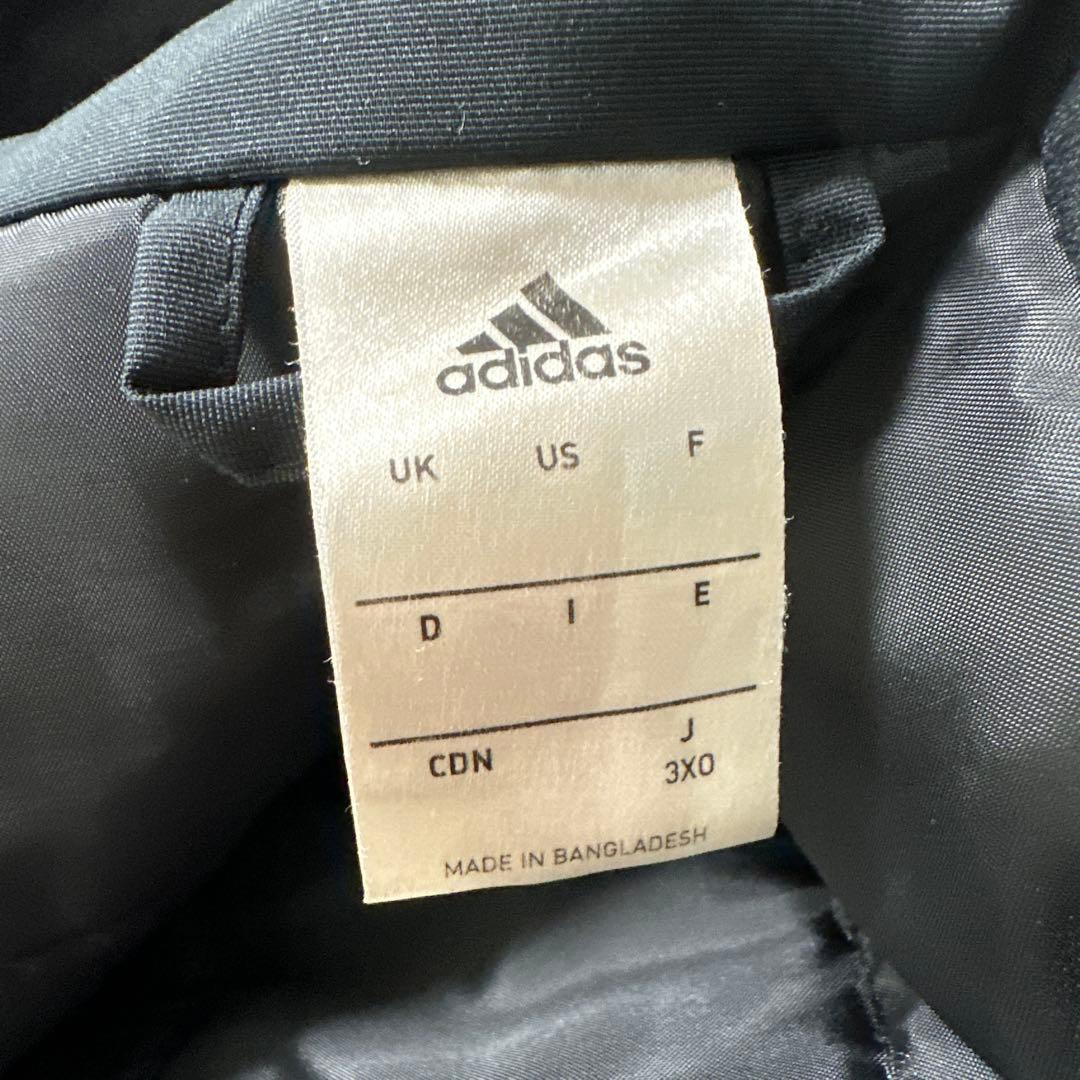 adidas
UK US F
D I E
CDN J
3XO
MADE IN BANGLADESH